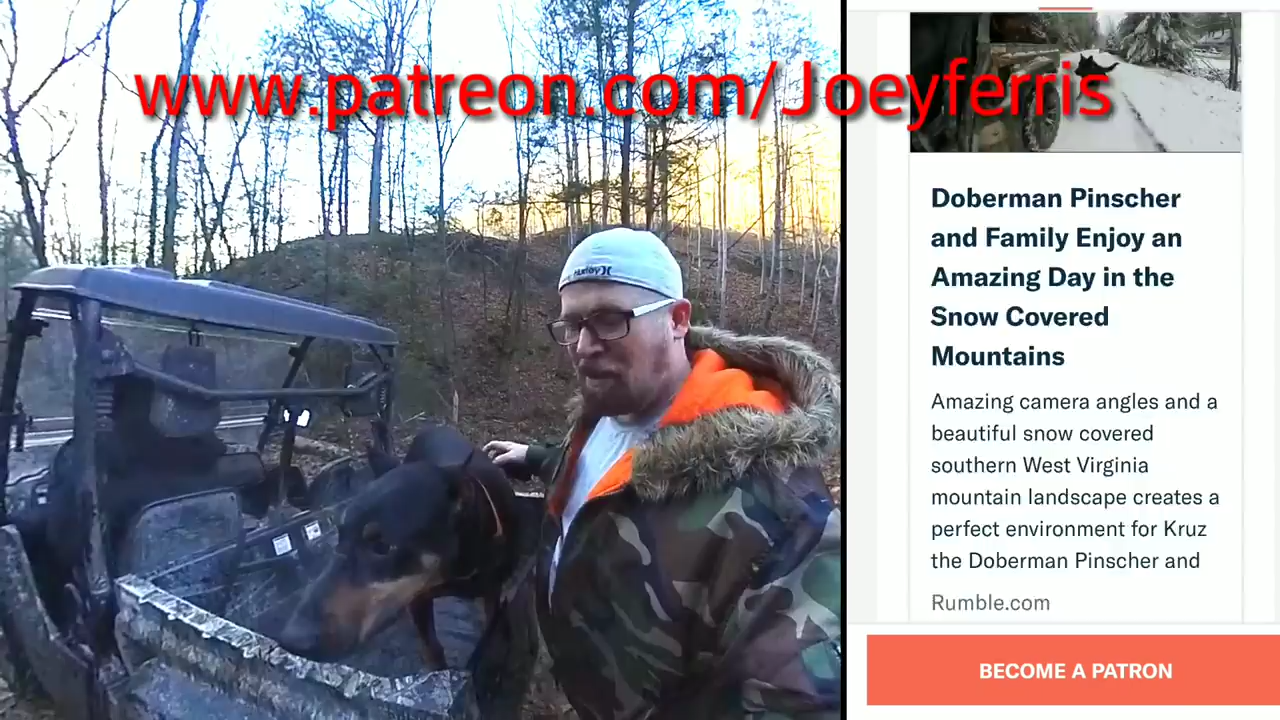 www.patreon.com/Joeyferris
Hurley
Doberman Pinscher
and Family Enjoy an
Amazing Day in the
Snow Covered
Mountains
Amazing camera angles and a
beautiful snow covered
southern West Virginia
mountain landscape creates a
perfect environment for Kruz
the Doberman Pinscher and
Rumble.com
BECOME A PATRON